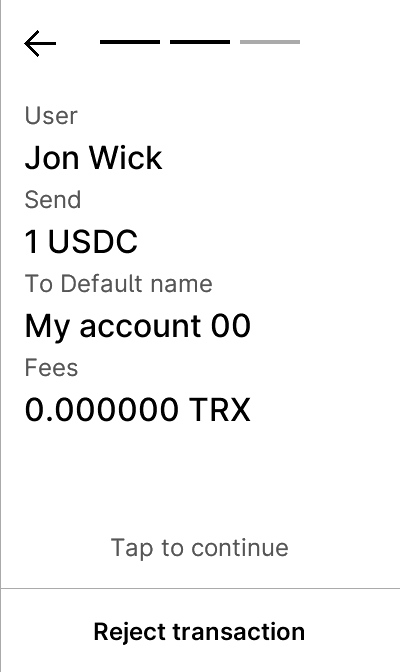 User
Jon Wick
Send
1 USDC
To Default name
My account 00
Fees
0.000000 TRX
Tap to continue
Reject transaction